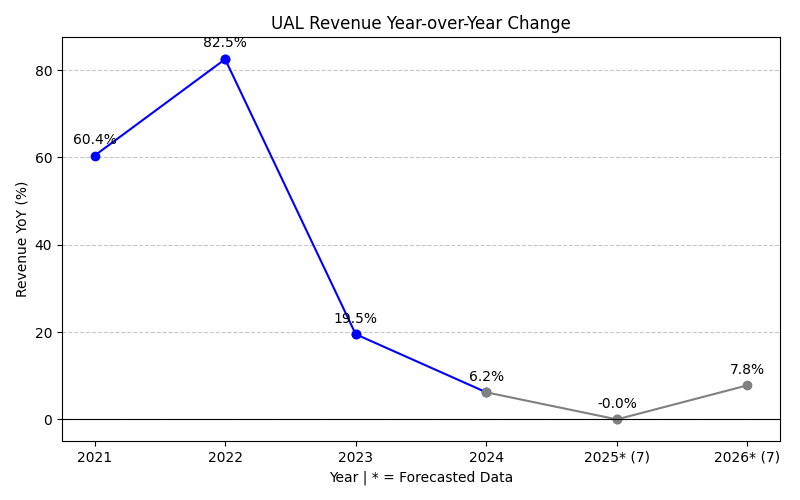 UAL Revenue Year-over-Year Change
82.5%
80
60.4%
60
Revenue YoY (%)
40
19.5%
20
6.2%
-0.0%
7.8%
0
2021 2022 2023 2024 2025* (7) 2026* (7)
Year | * = Forecasted Data